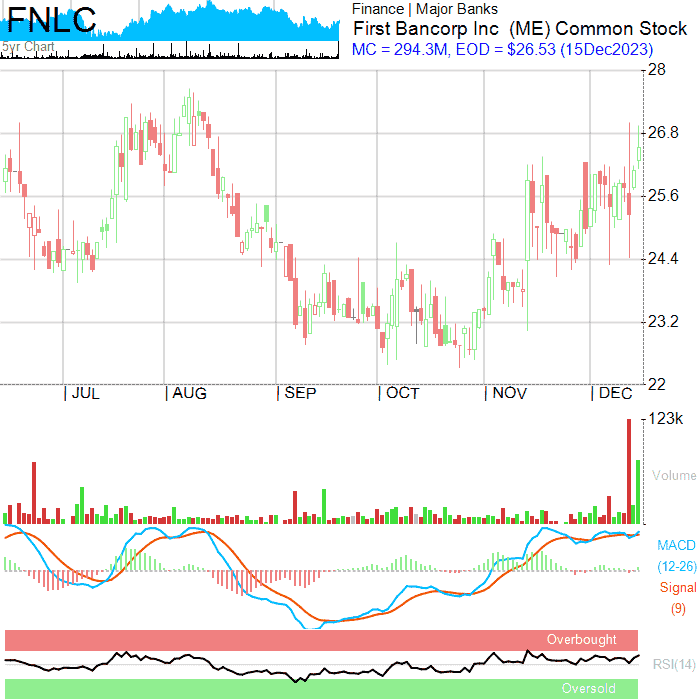 FNLC
5yr Chart
Finance | Major Banks
First Bancorp Inc (ME) Common Stock
MC = 294.3M, EOD = $26.53 (15Dec2023)
28
26.8
25.6
24.4
23.2
22
| JUL | AUG | SEP | OCT | NOV | DEC
123k
Volume
MACD
(12-26)
Signal
(9)
Overbought
RSI(14)
Oversold